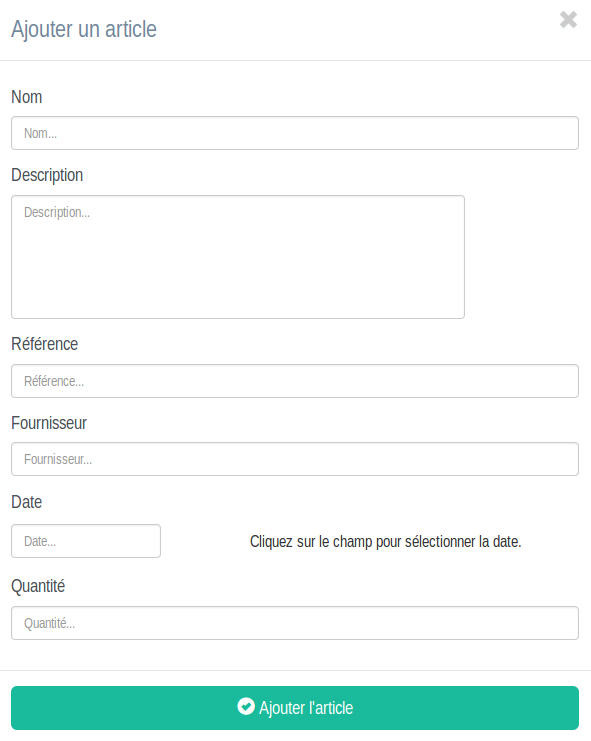 Ajouter un article
Nom
Nom...
Description
Description...
Référence
Référence...
Fournisseur
Fournisseur...
Date
Date...
Cliquez sur le champ pour sélectionner la date.
Quantité
Quantité...
Ajouter l'article